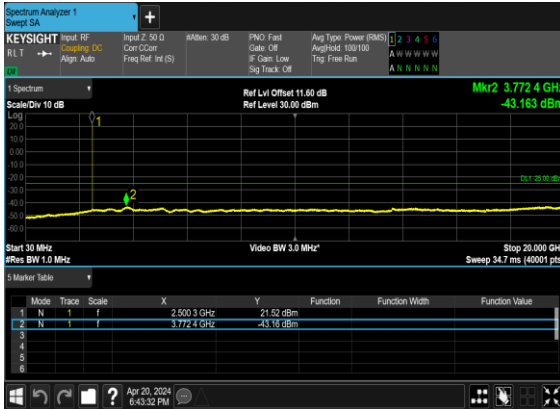 Spectrum Analyzer 1
Swept SA
+
KEYSIGHT Input: RF Input Z: 50 Ω #Atten: 30 dB PNO: Fast Avg Type: Power (RMS) 1 2 3 4 5 6
RLT Coupling: DC Corr CCorr Gate: Off Avg|Hold: 100/100 A W W W W W
Align: Auto Freq Ref: Int (S) IF Gain: Low Trig: Free Run
Sig Track: Off A N N N N N
1 Spectrum Ref Lvl Offset 11.60 dB Mkr2 3.772 4 GHz
Scale/Div 10 dB Ref Level 30.00 dBm -43.163 dBm
Log
20.0
10.0
0.00
-10.0
-20.0
-30.0
-40.0
-50.0
-60.0
1
2
Start 30 MHz Video BW 3.0 MHz* Stop 20.000 GH
#Res BW 1.0 MHz Sweep 34.7 ms (40001 pts
5 Marker Table
Mode Trace Scale X Y Function Function Width Function Value
1 N 1 f 2.500 3 GHz 21.52 dBm
2 N 1 f 3.772 4 GHz -43.16 dBm
3
4
5
6
? Apr 20, 2024
6:43:32 PM